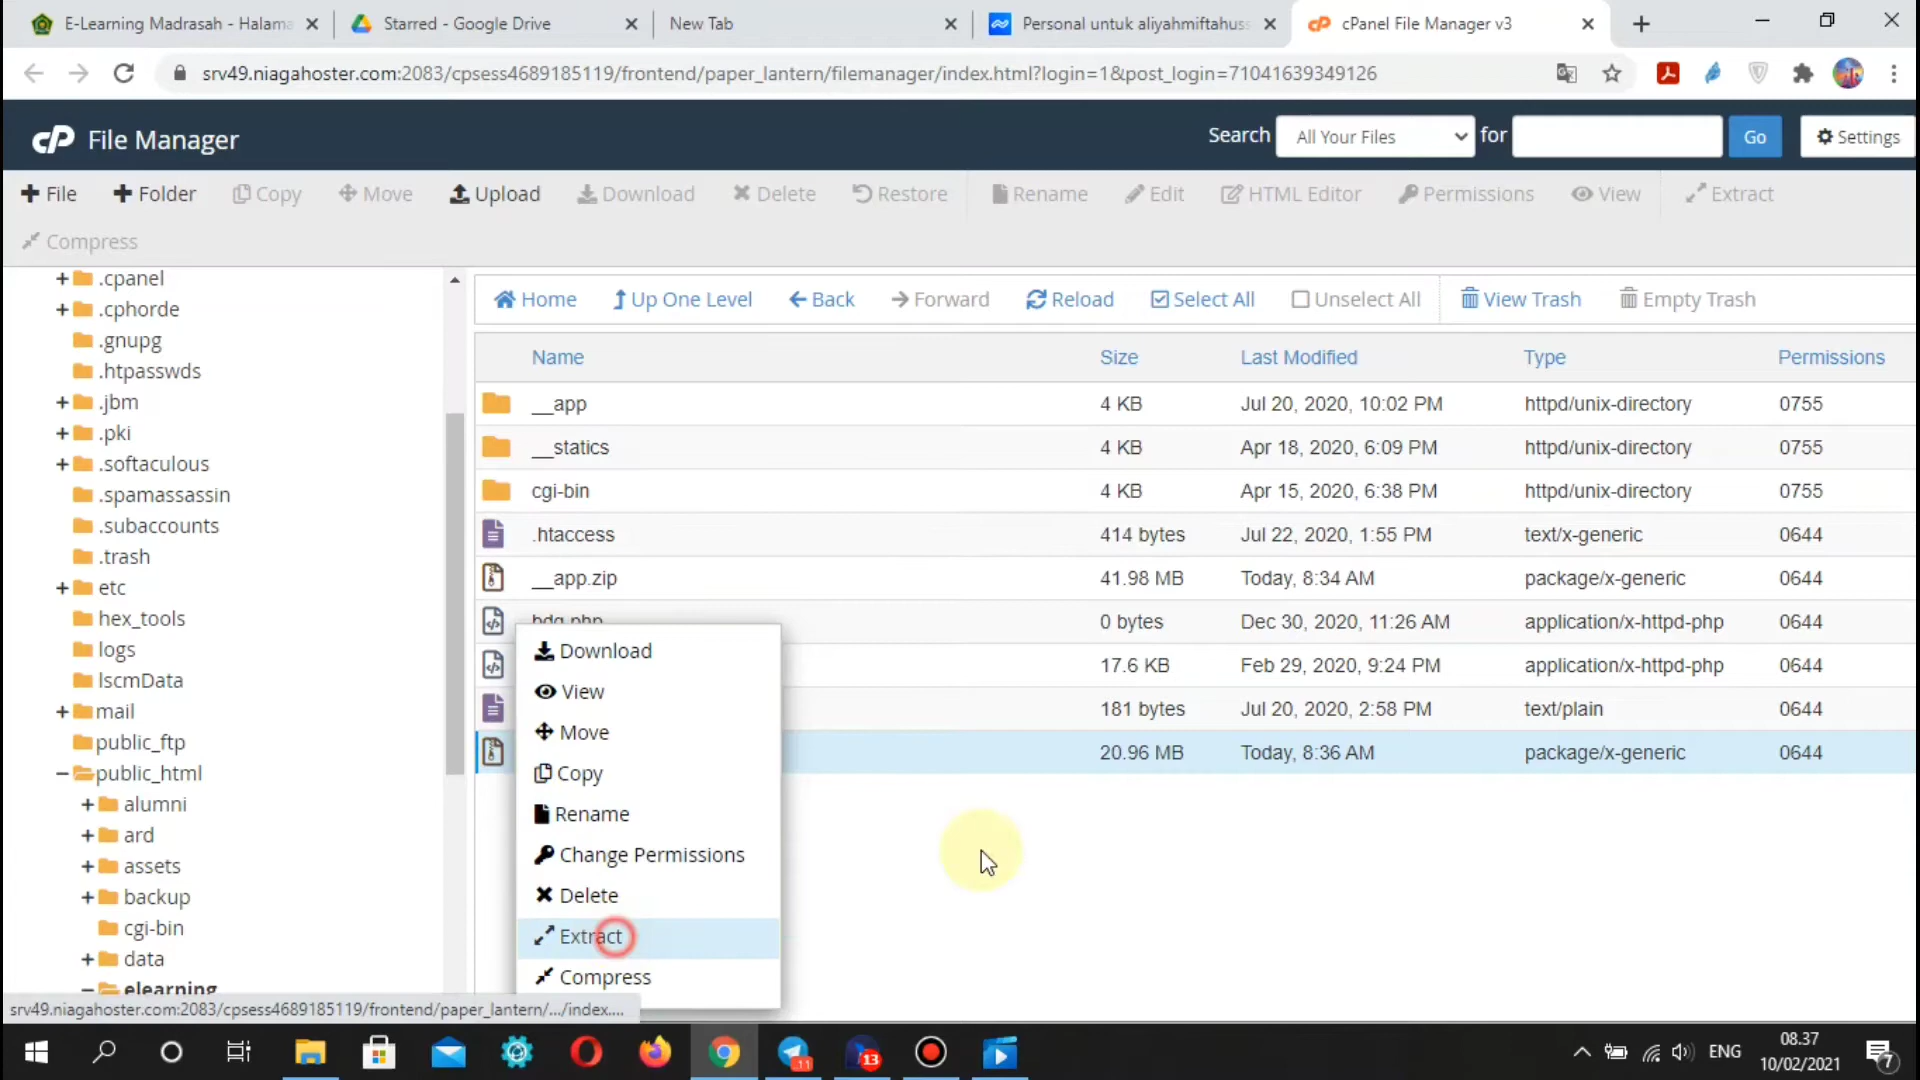 E-Learning Madrasah - Halama
Starred - Google Drive
New Tab
Personal untuk aliyahmiftahuss
cPanel File Manager v3
srv49.niagahoster.com:2083/cpsess4689185119/frontend/paper_lantern/filemanager/index.html?login=1&post_login=71041639349126
cP File Manager
Search All Your Files for Go Settings
File Folder Copy Move Upload Download Delete Restore Rename Edit HTML Editor Permissions View Extract
Compress
.cpanel
.cphorde
.gnupg
.htpasswds
.jbm
.pki
.softaculous
.spamassassin
.subaccounts
.trash
etc
hex_tools
logs
lscmData
mail
public_ftp
public_html
alumni
ard
assets
backup
cgi-bin
data
elearning
Home Up One Level Back Forward Reload Select All Unselect All View Trash Empty Trash
Name Size Last Modified Type Permissions
__app 4 KB Jul 20, 2020, 10:02 PM httpd/unix-directory 0755
__statics 4 KB Apr 18, 2020, 6:09 PM httpd/unix-directory 0755
cgi-bin 4 KB Apr 15, 2020, 6:38 PM httpd/unix-directory 0755
.htaccess 414 bytes Jul 22, 2020, 1:55 PM text/x-generic 0644
__app.zip 41.98 MB Today, 8:34 AM package/x-generic 0644
0 bytes Dec 30, 2020, 11:26 AM application/x-httpd-php 0644
17.6 KB Feb 29, 2020, 9:24 PM application/x-httpd-php 0644
181 bytes Jul 20, 2020, 2:58 PM text/plain 0644
20.96 MB Today, 8:36 AM package/x-generic 0644
Download
View
Move
Copy
Rename
Change Permissions
Delete
Extract
Compress
srv49.niagahoster.com:2083/cpsess4689185119/frontend/paper_lantern/.../index....
11
13
ENG
08.37
10/02/2021
7